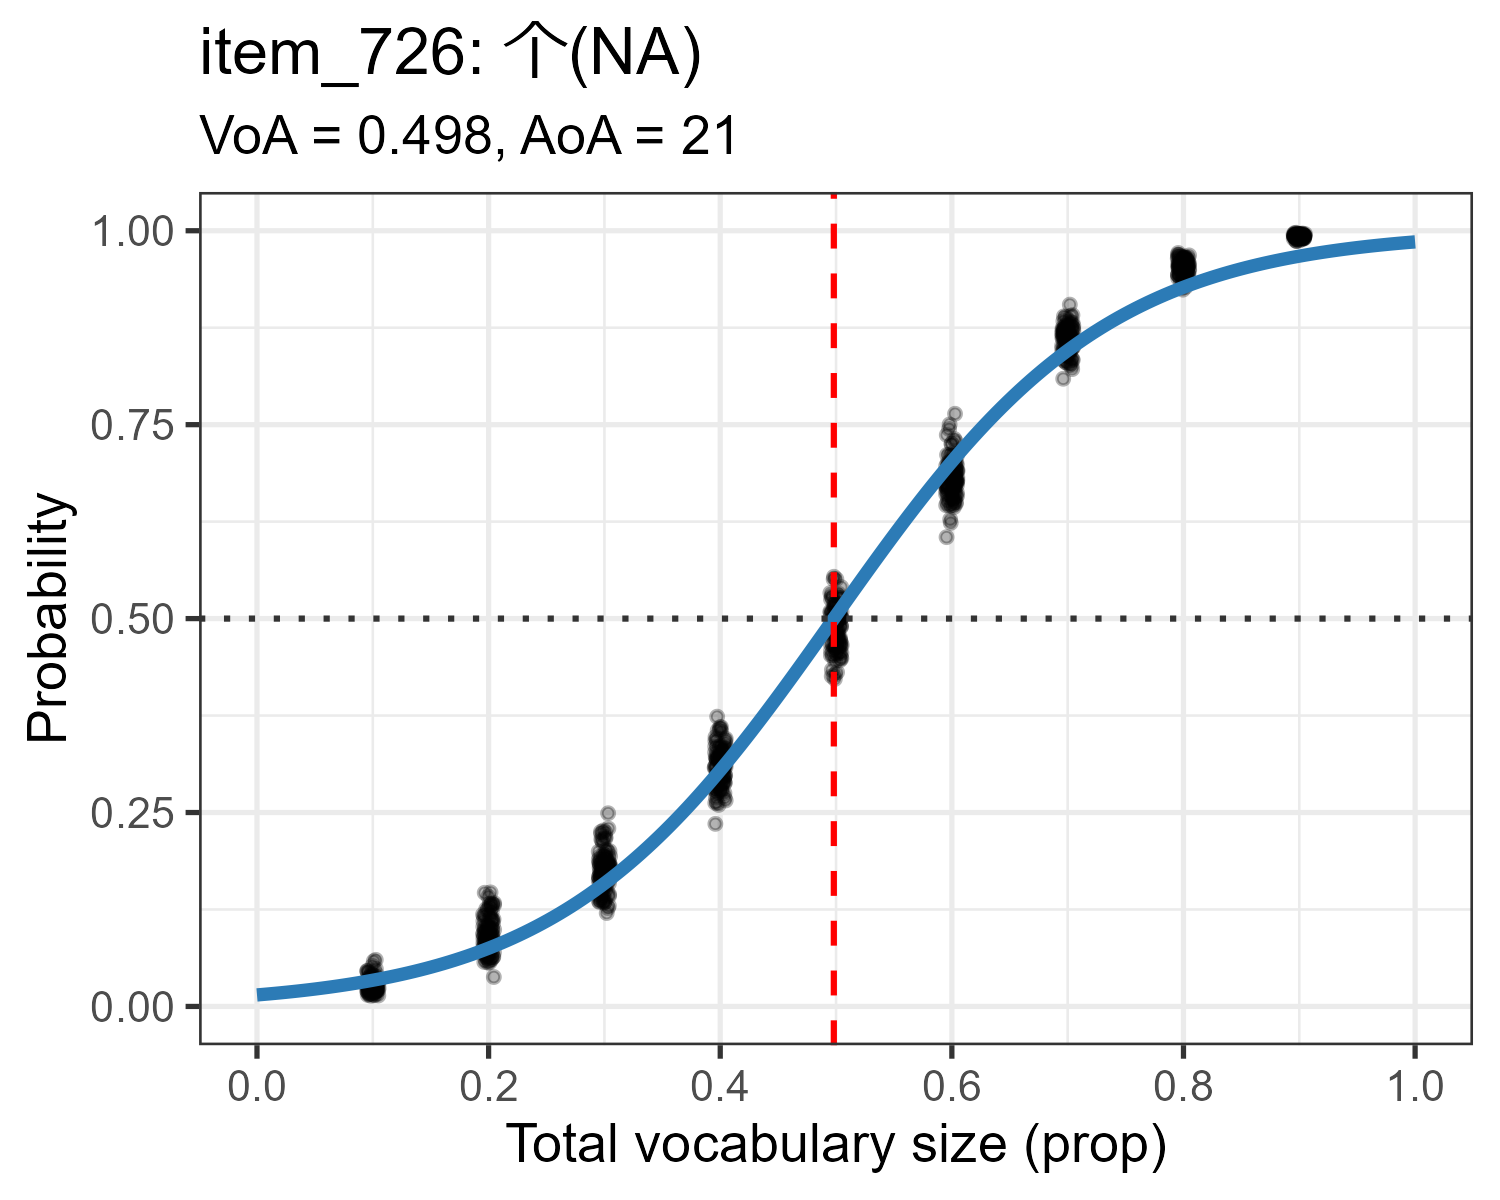 item_726: 个(NA)
VoA = 0.498, AoA = 21
1.00
0.75
0.50
0.25
0.00
Probability
0.0 0.2 0.4 0.6 0.8 1.0
Total vocabulary size (prop)